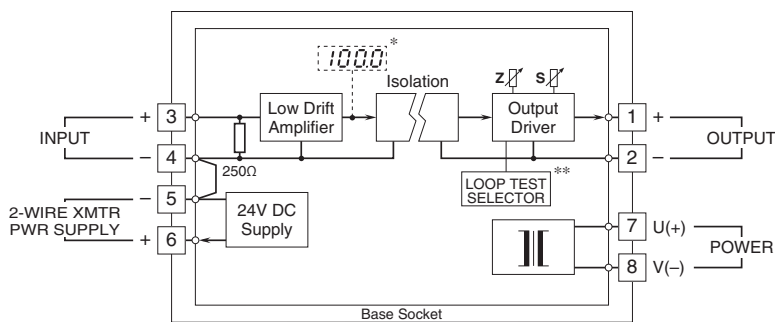 100.0 *
Isolation
Z S
INPUT
+ 3
− 4
Low Drift
Amplifier
Output
Driver
1 +
2 −
OUTPUT
250Ω
LOOP TEST
SELECTOR
**
2-WIRE XMTR
PWR SUPPLY
− 5
+ 6
24V DC
Supply
7 U(+)
8 V(−)
POWER
Base Socket